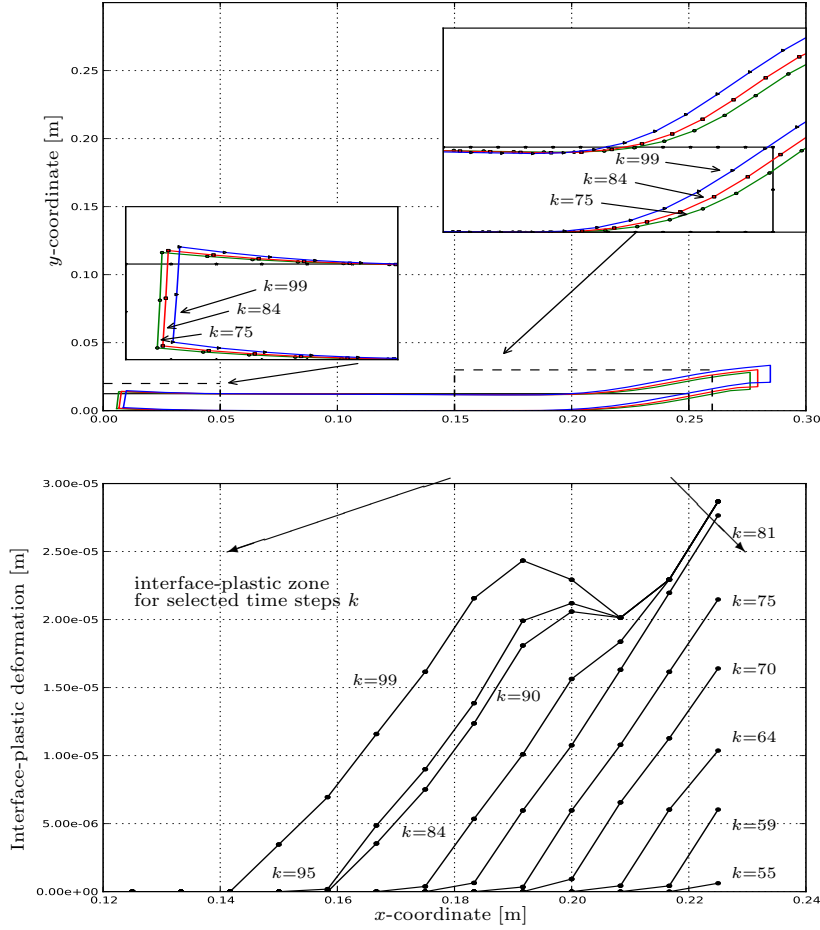 0.25
0.20
0.15
0.10
0.05
0.00
y-coordinate [m]
k=99
k=84
k=75
k=99
k=84
k=75
0.00
0.05
0.10
0.15
0.20
0.25
0.30
3.00e-05
2.50e-05
2.00e-05
1.50e-05
1.00e-05
5.00e-06
0.00e+00
Interface-plastic deformation [m]
interface-plastic zone
for selected time steps k
k=81
k=75
k=99
k=90
k=70
k=64
k=84
k=59
k=95
k=55
0.12
0.14
0.16
0.18
0.20
0.22
0.24
x-coordinate [m]